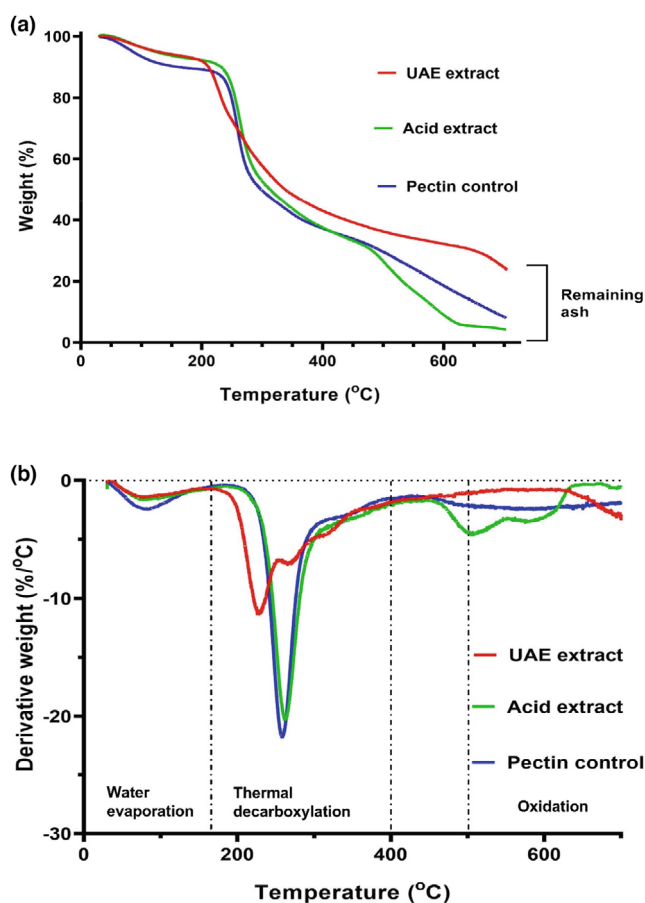 (a)
100
80
60
40
20
0
Weight (%)
UAE extract
Acid extract
Pectin control
Remaining
ash
0
200
400
600
Temperature (°C)
(b)
0
-10
-20
-30
Derivative weight (%/°C)
UAE extract
Acid extract
Pectin control
Water
evaporation
Thermal
decarboxylation
Oxidation
0
200
400
600
Temperature (°C)